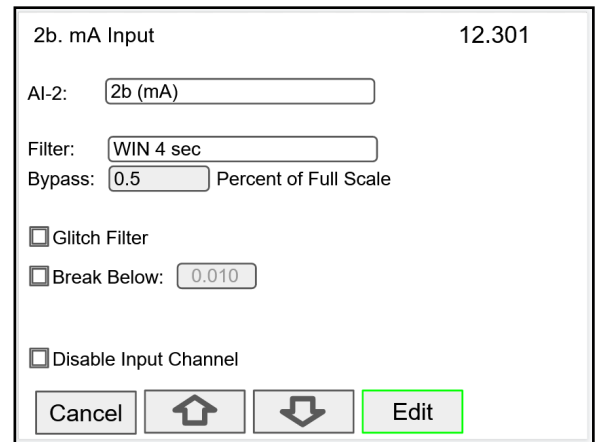 2b. mA Input 12.301
AI-2: 2b (mA)
Filter: WIN 4 sec
Bypass: 0.5 Percent of Full Scale
Glitch Filter
Break Below: 0.010
Disable Input Channel
Cancel Edit